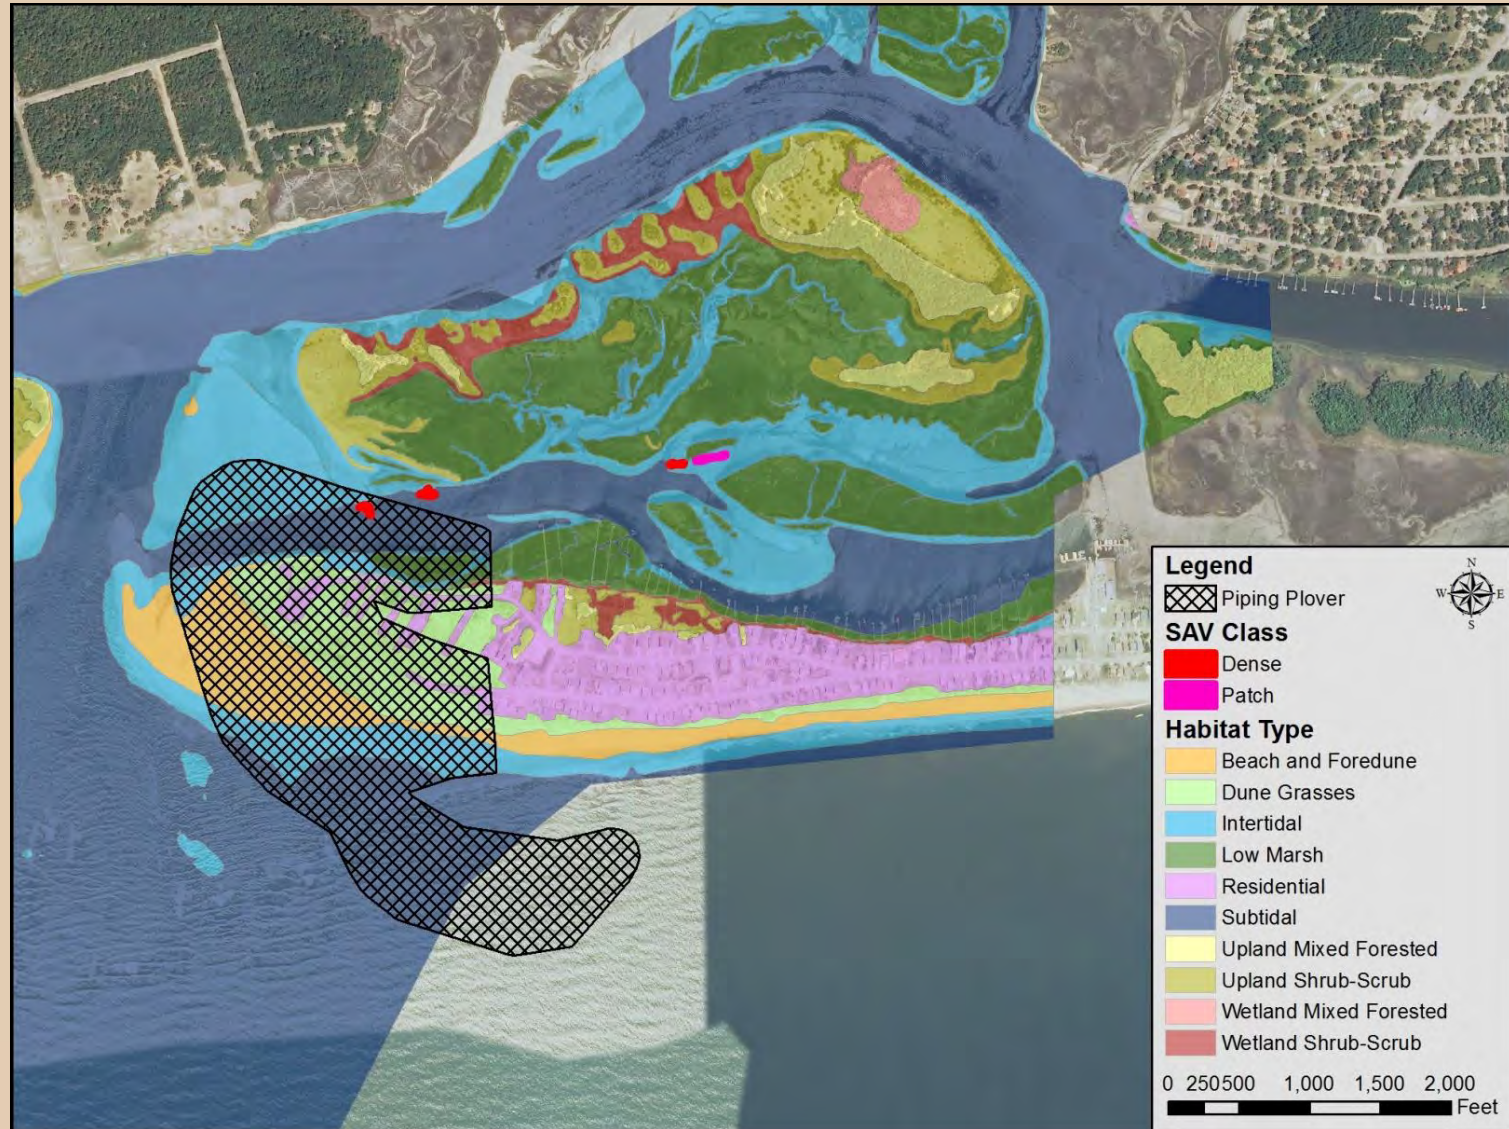 Legend
N
W E
S
Piping Plover
SAV Class
Dense
Patch
Habitat Type
Beach and Foredune
Dune Grasses
Intertidal
Low Marsh
Residential
Subtidal
Upland Mixed Forested
Upland Shrub-Scrub
Wetland Mixed Forested
Wetland Shrub-Scrub
0 250500 1,000 1,500 2,000
Feet